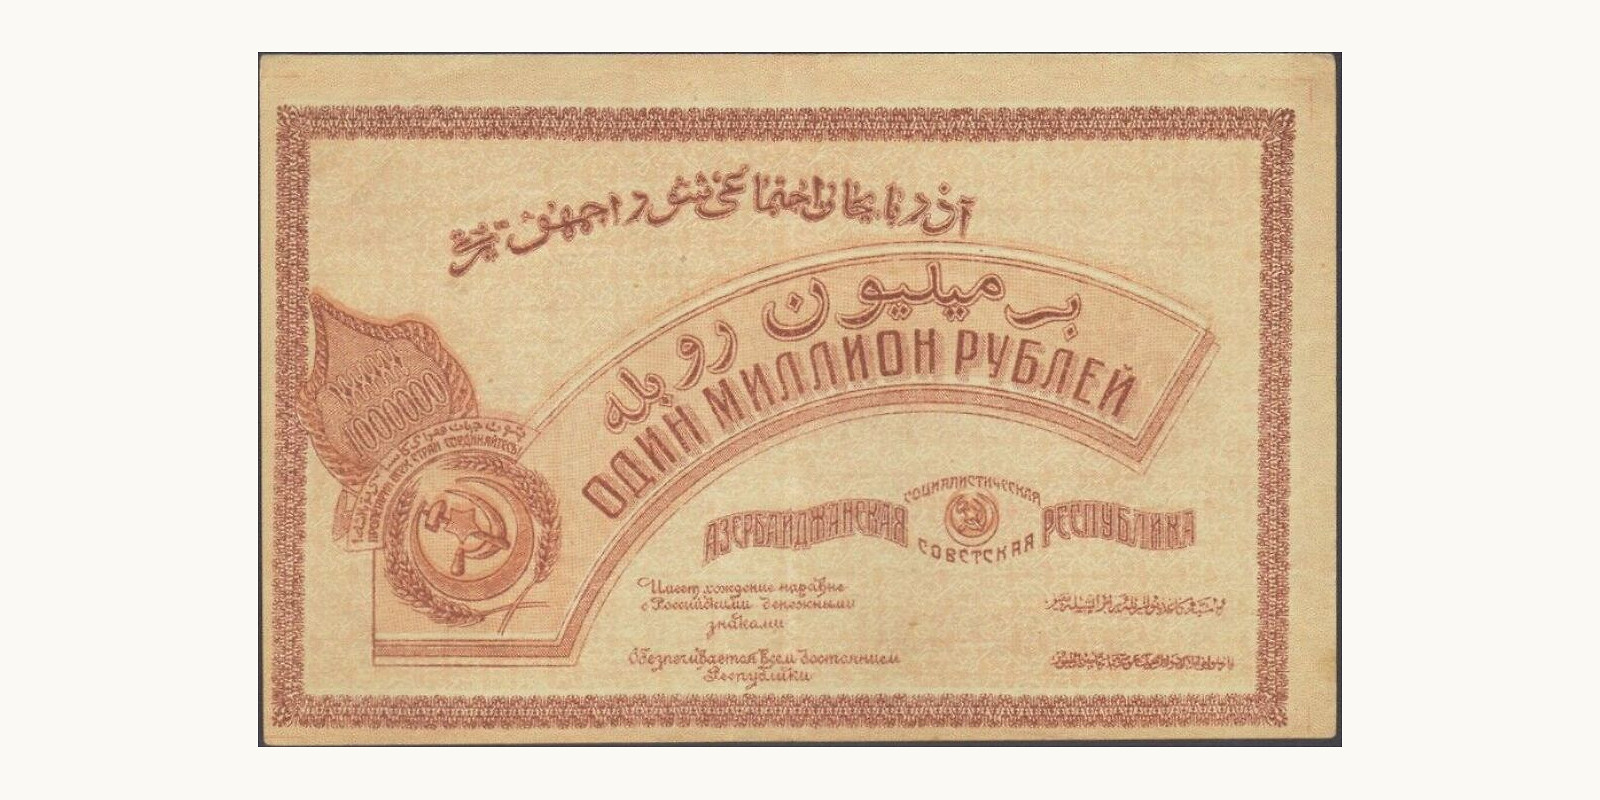 آذربایجان اجتماعی شورا جمهوریتی
بر میلیون روبله
ОДИН МИЛЛИОН РУБЛЕЙ
1000000
ПРОЛЕТАРИИ ВСЕХ СТРАН СОЕДИНЯЙТЕСЬ!
СОЦИАЛИСТИЧЕСКАЯ
АЗЕРБАЙДЖАНСКАЯ РЕСПУБЛИКА
СОВЕТСКАЯ
Имеет хождение наравне
с Российскими денежными
знаками
Обезпечивается всем достоянием
Республики